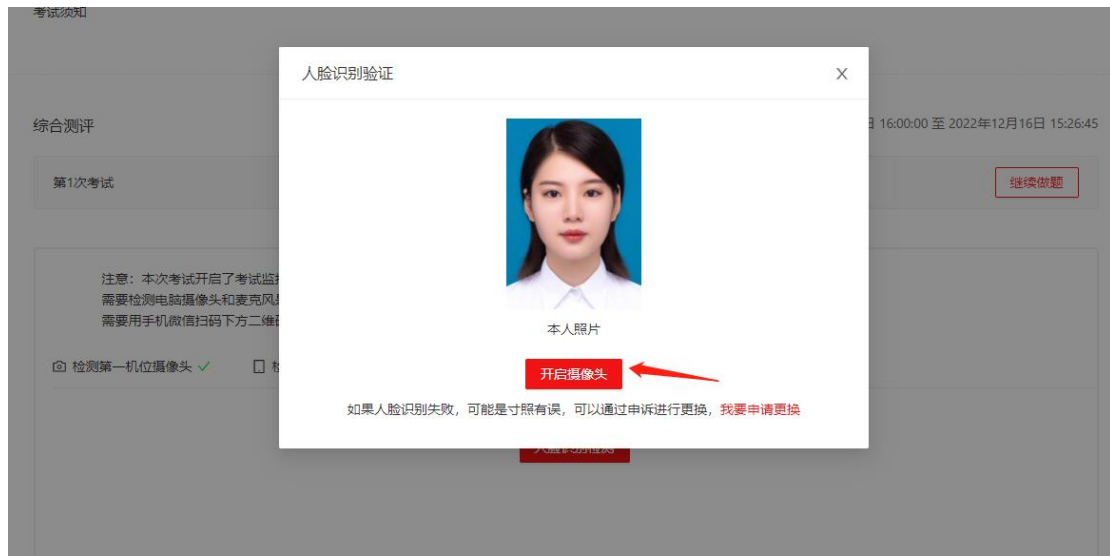 考试须知
人脸识别验证
X
综合测评
16:00:00 至 2022年12月16日 15:26:45
第1次考试
继续做题
注意：本次考试开启了考试监
需要检测电脑摄像头和麦克风
需要用手机微信扫码下方二维
本人照片
检测第一机位摄像头
开启摄像头
如果人脸识别失败，可能是寸照有误，可以通过申诉进行更换，我要申请更换
人脸识别检测